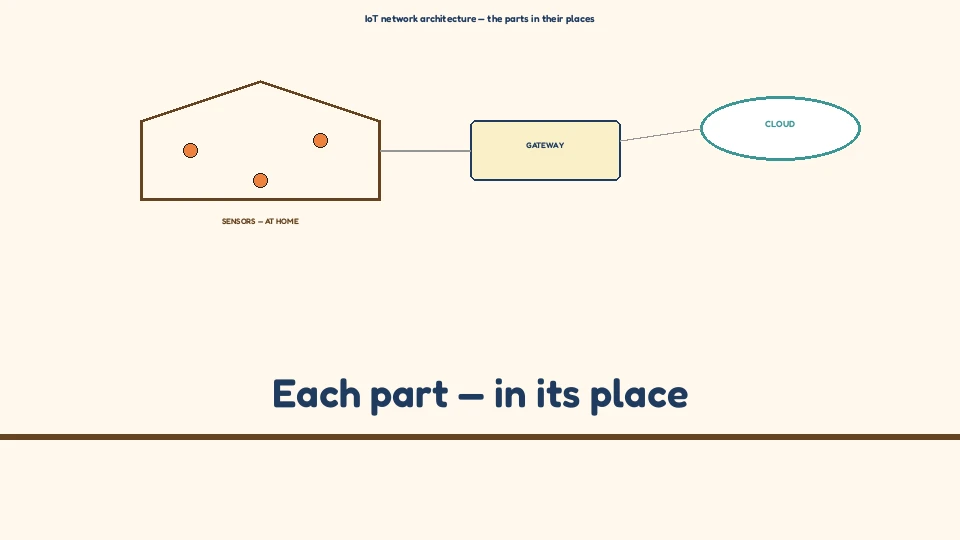 IoT network architecture — the parts in their places
CLOUD
GATEWAY
SENSORS — AT HOME
Each part — in its place